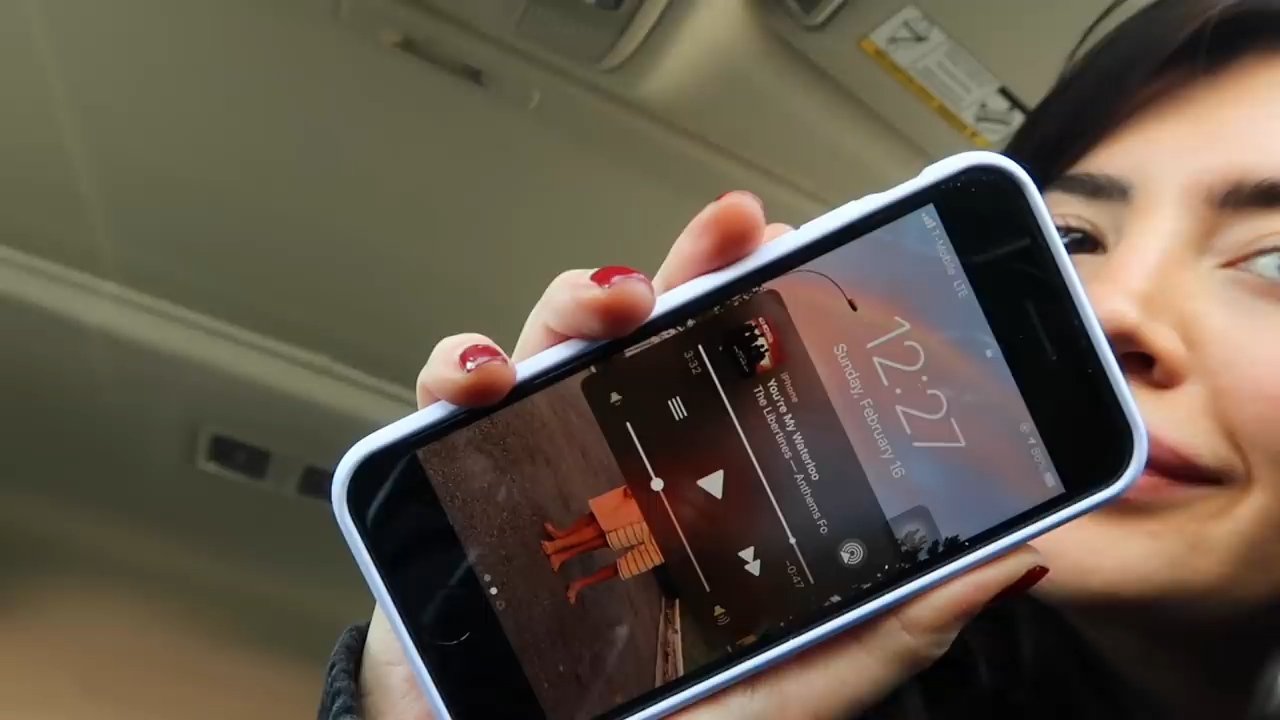 T-Mobile LTE
80%
12:27
Sunday, February 16
iPhone
You're My Waterloo
The Libertines — Anthems Fo
3:32
-0:47